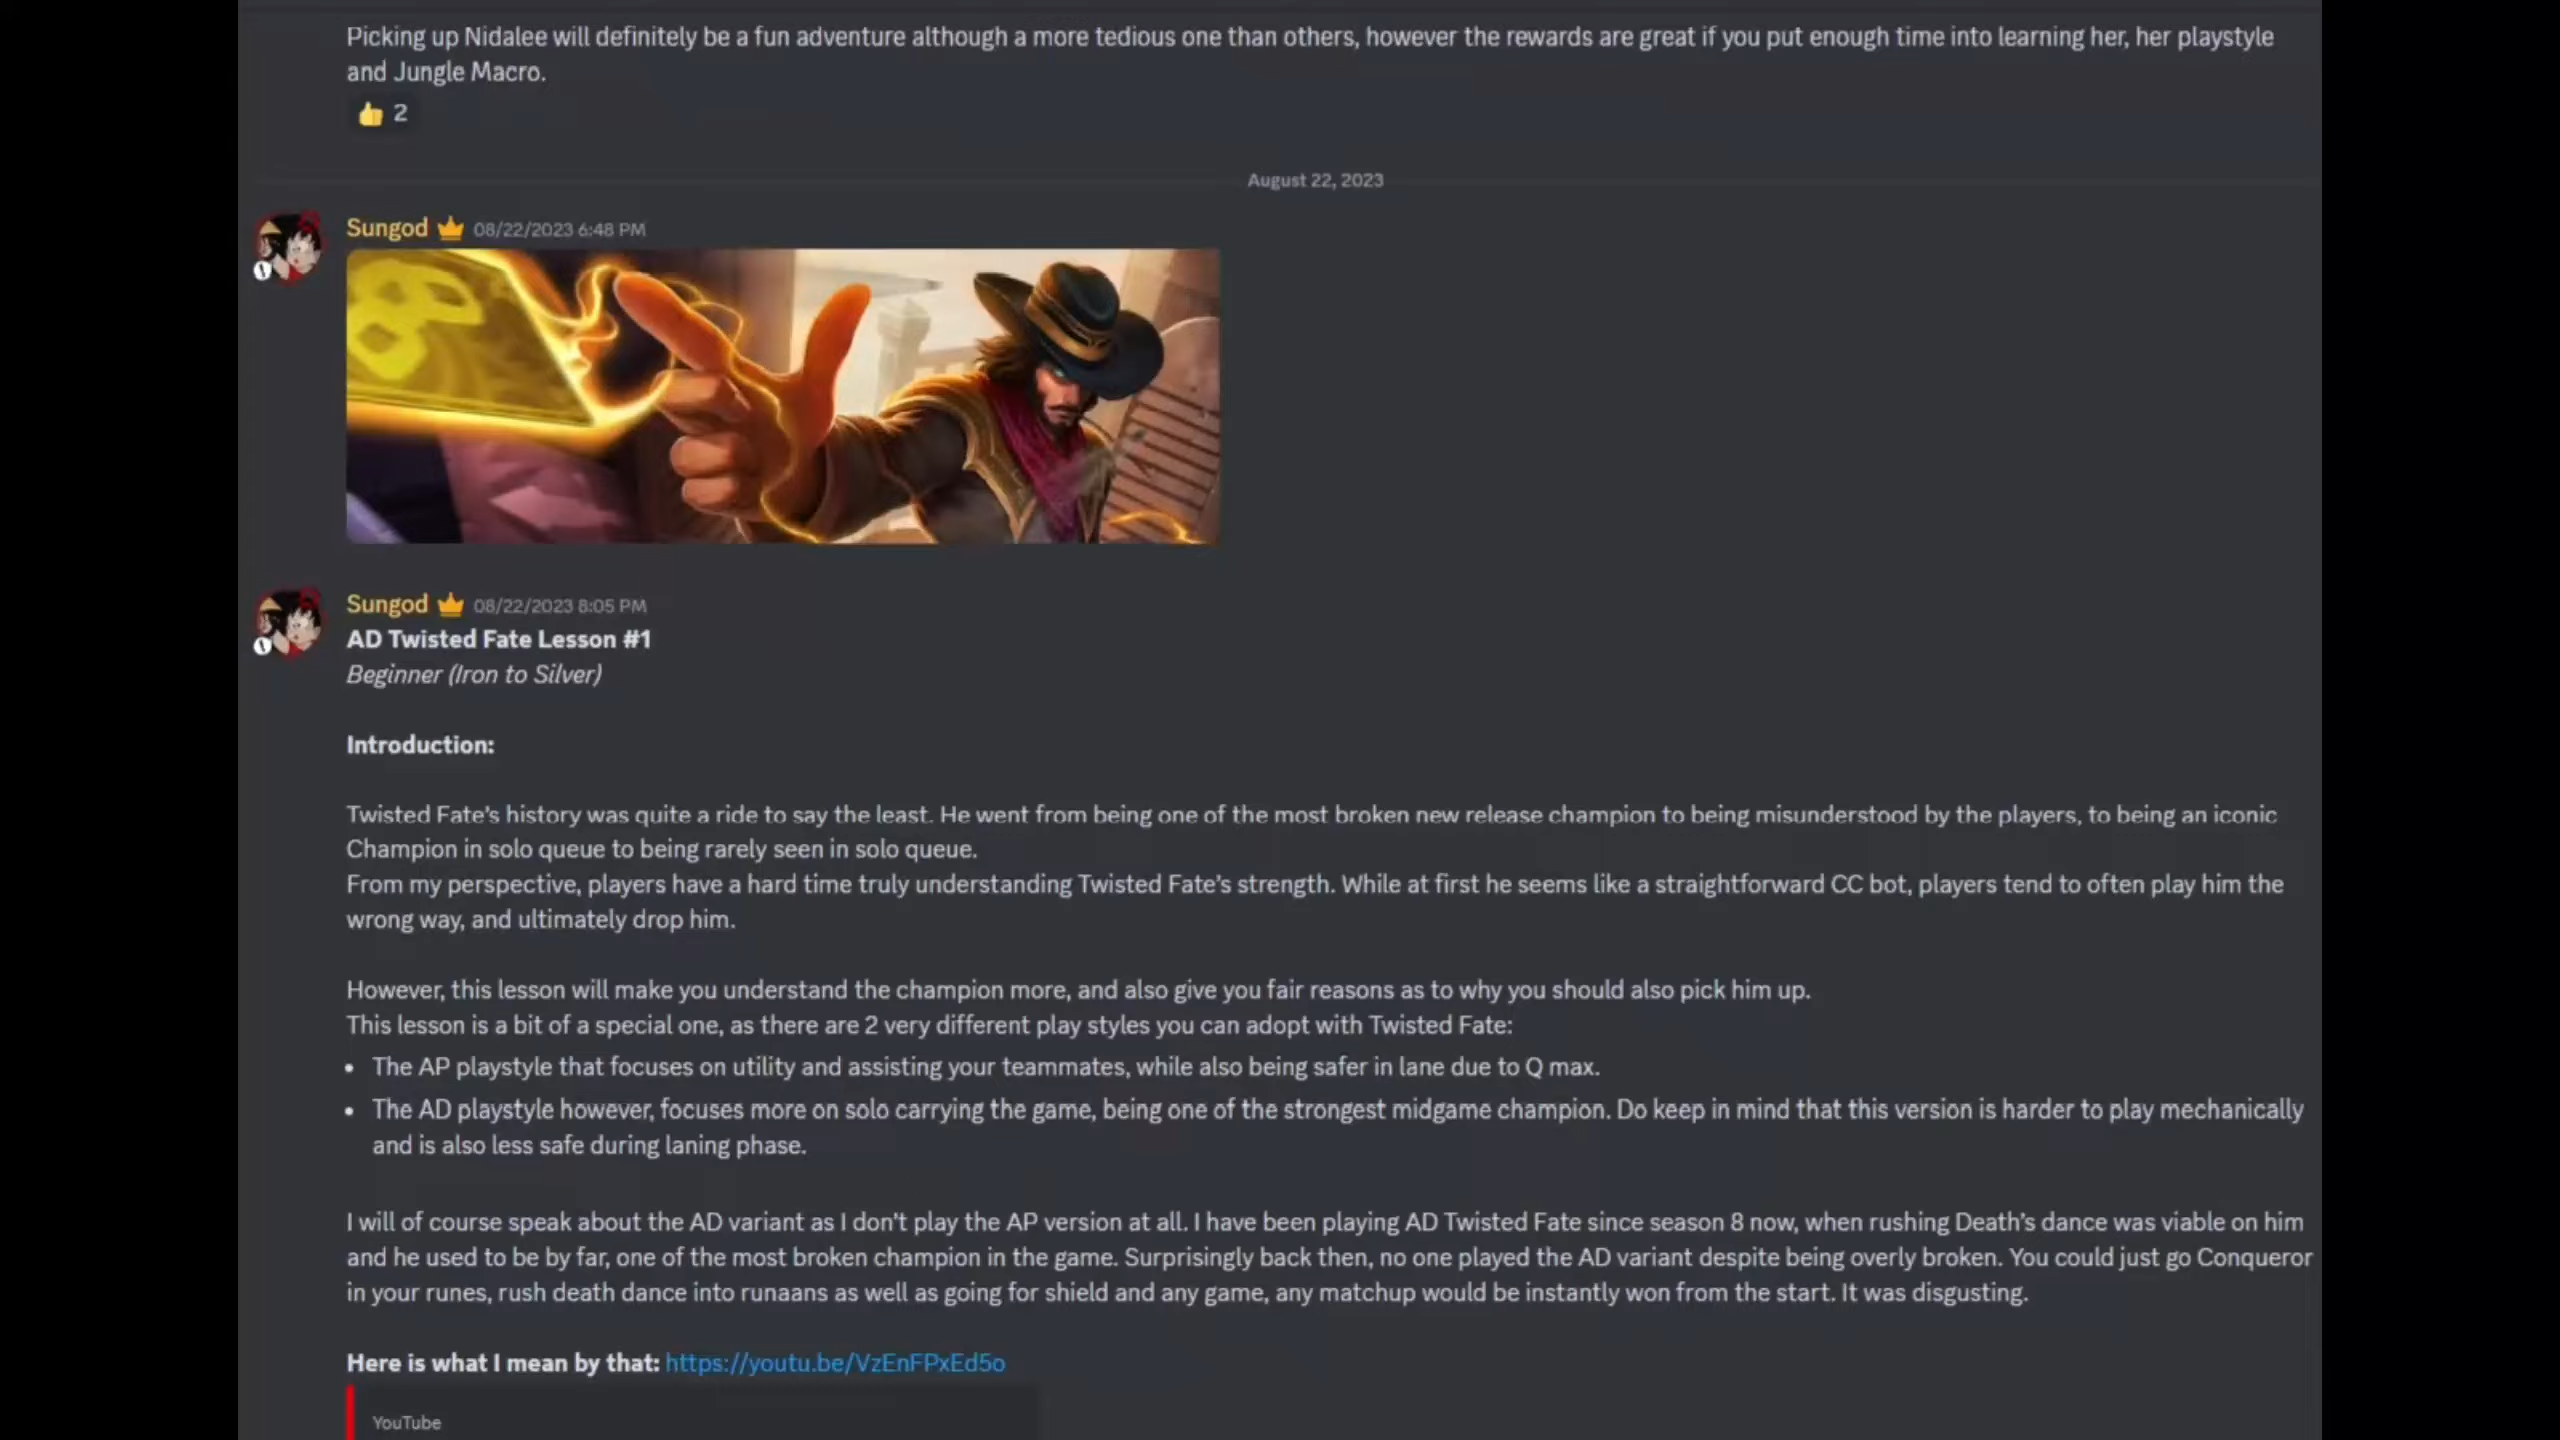 Picking up Nidalee will definitely be a fun adventure although a more tedious one than others, however the rewards are great if you put enough time into learning her, her playstyle
and Jungle Macro.
👍 2
August 22, 2023
Sungod 08/22/2023 6:48 PM
Sungod 08/22/2023 8:05 PM
AD Twisted Fate Lesson #1
Beginner (Iron to Silver)
Introduction:
Twisted Fate's history was quite a ride to say the least. He went from being one of the most broken new release champion to being misunderstood by the players, to being an iconic
Champion in solo queue to being rarely seen in solo queue.
From my perspective, players have a hard time truly understanding Twisted Fate's strength. While at first he seems like a straightforward CC bot, players tend to often play him the
wrong way, and ultimately drop him.
However, this lesson will make you understand the champion more, and also give you fair reasons as to why you should also pick him up.
This lesson is a bit of a special one, as there are 2 very different play styles you can adopt with Twisted Fate:
• The AP playstyle that focuses on utility and assisting your teammates, while also being safer in lane due to Q max.
• The AD playstyle however, focuses more on solo carrying the game, being one of the strongest midgame champion. Do keep in mind that this version is harder to play mechanically
and is also less safe during laning phase.
I will of course speak about the AD variant as I don't play the AP version at all. I have been playing AD Twisted Fate since season 8 now, when rushing Death's dance was viable on him
and he used to be by far, one of the most broken champion in the game. Surprisingly back then, no one played the AD variant despite being overly broken. You could just go Conqueror
in your runes, rush death dance into runaans as well as going for shield and any game, any matchup would be instantly won from the start. It was disgusting.
Here is what I mean by that: https://youtu.be/VzEnFPxEd5o
YouTube